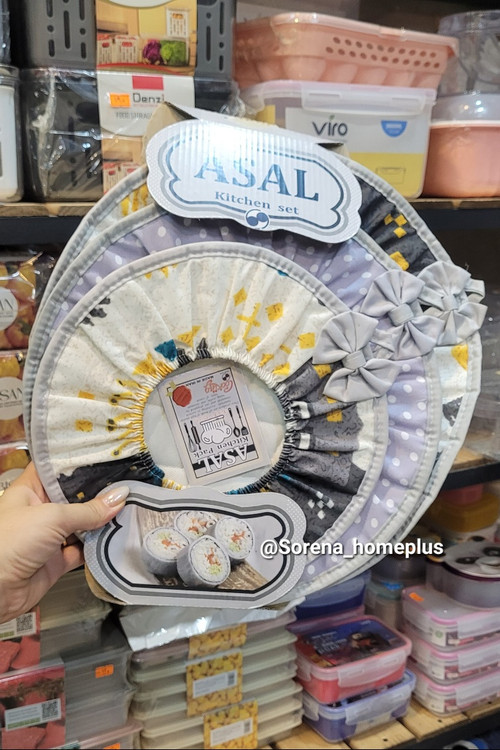 Denzi
viro
ASAL
Kitchen set
ASAL
Kitchen Pack
@Sorena_homeplus